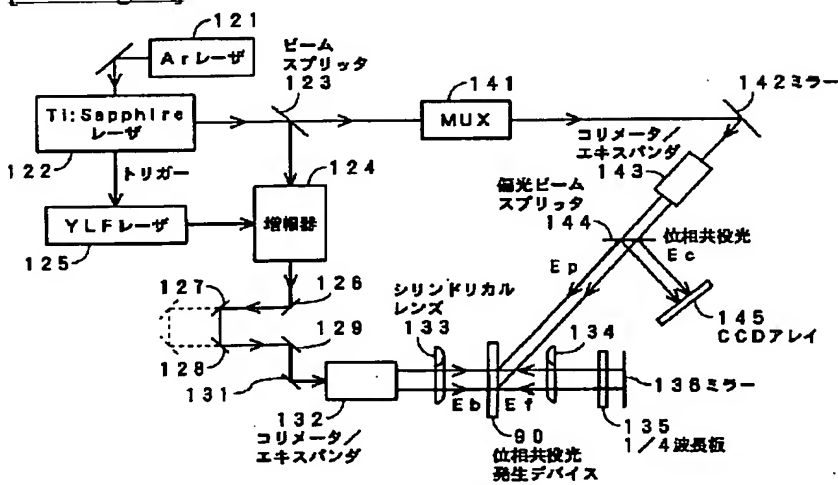 121
Arレーザ
ビーム
スプリッタ
123
141
MUX
142ミラー
Ti:Sapphire
レーザ
122
トリガー
124
コリメータ/
エキスパンダ
143
偏光ビーム
スプリッタ
144
YLFレーザ
125
増幅器
位相共役光
Ec
Ep
145
CCDアレイ
127
126
シリンドリカル
レンズ
133
134
128
129
131
136ミラー
132
コリメータ/
エキスパンダ
Eb
Ef
90
位相共役光
発生デバイス
135
1/4波長板